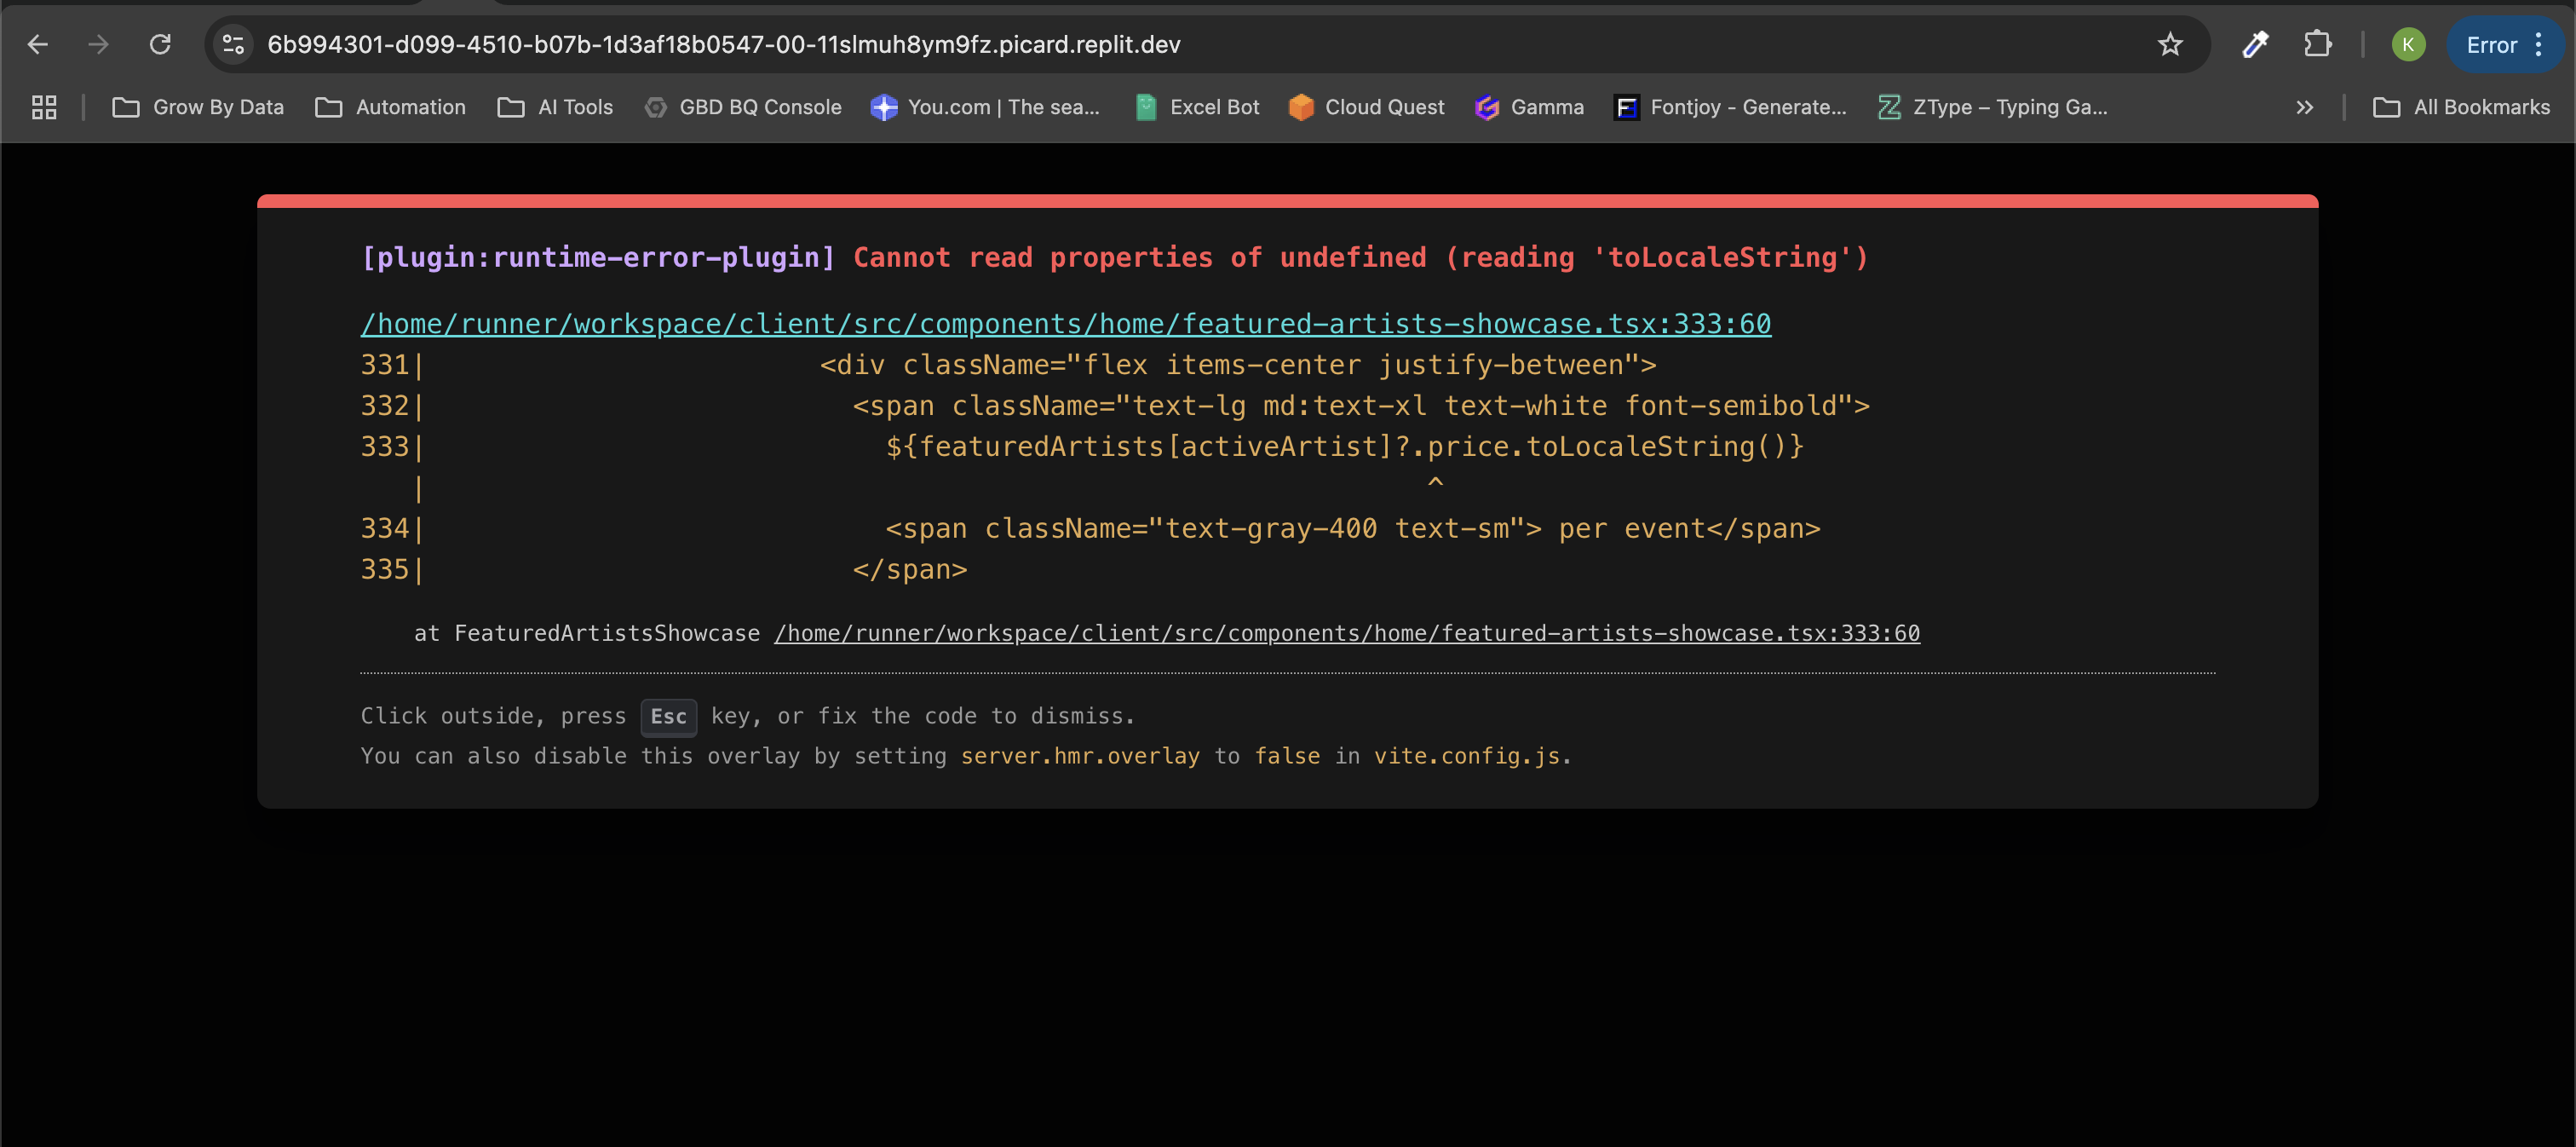 6b994301-d099-4510-b07b-1d3af18b0547-00-11slmuh8ym9fz.picard.replit.dev
K
Error
Grow By Data
Automation
AI Tools
GBD BQ Console
You.com | The sea...
Excel Bot
Cloud Quest
Gamma
Fontjoy - Generate...
ZType – Typing Ga...
All Bookmarks
[plugin:runtime-error-plugin] Cannot read properties of undefined (reading 'toLocaleString')
/home/runner/workspace/client/src/components/home/featured-artists-showcase.tsx:333:60
331|                        <div className="flex items-center justify-between">
332|                          <span className="text-lg md:text-xl text-white font-semibold">
333|                            ${featuredArtists[activeArtist]?.price.toLocaleString()}
   |                                                             ^
334|                            <span className="text-gray-400 text-sm"> per event</span>
335|                          </span>
at FeaturedArtistsShowcase /home/runner/workspace/client/src/components/home/featured-artists-showcase.tsx:333:60
Click outside, press Esc key, or fix the code to dismiss.
You can also disable this overlay by setting server.hmr.overlay to false in vite.config.js.